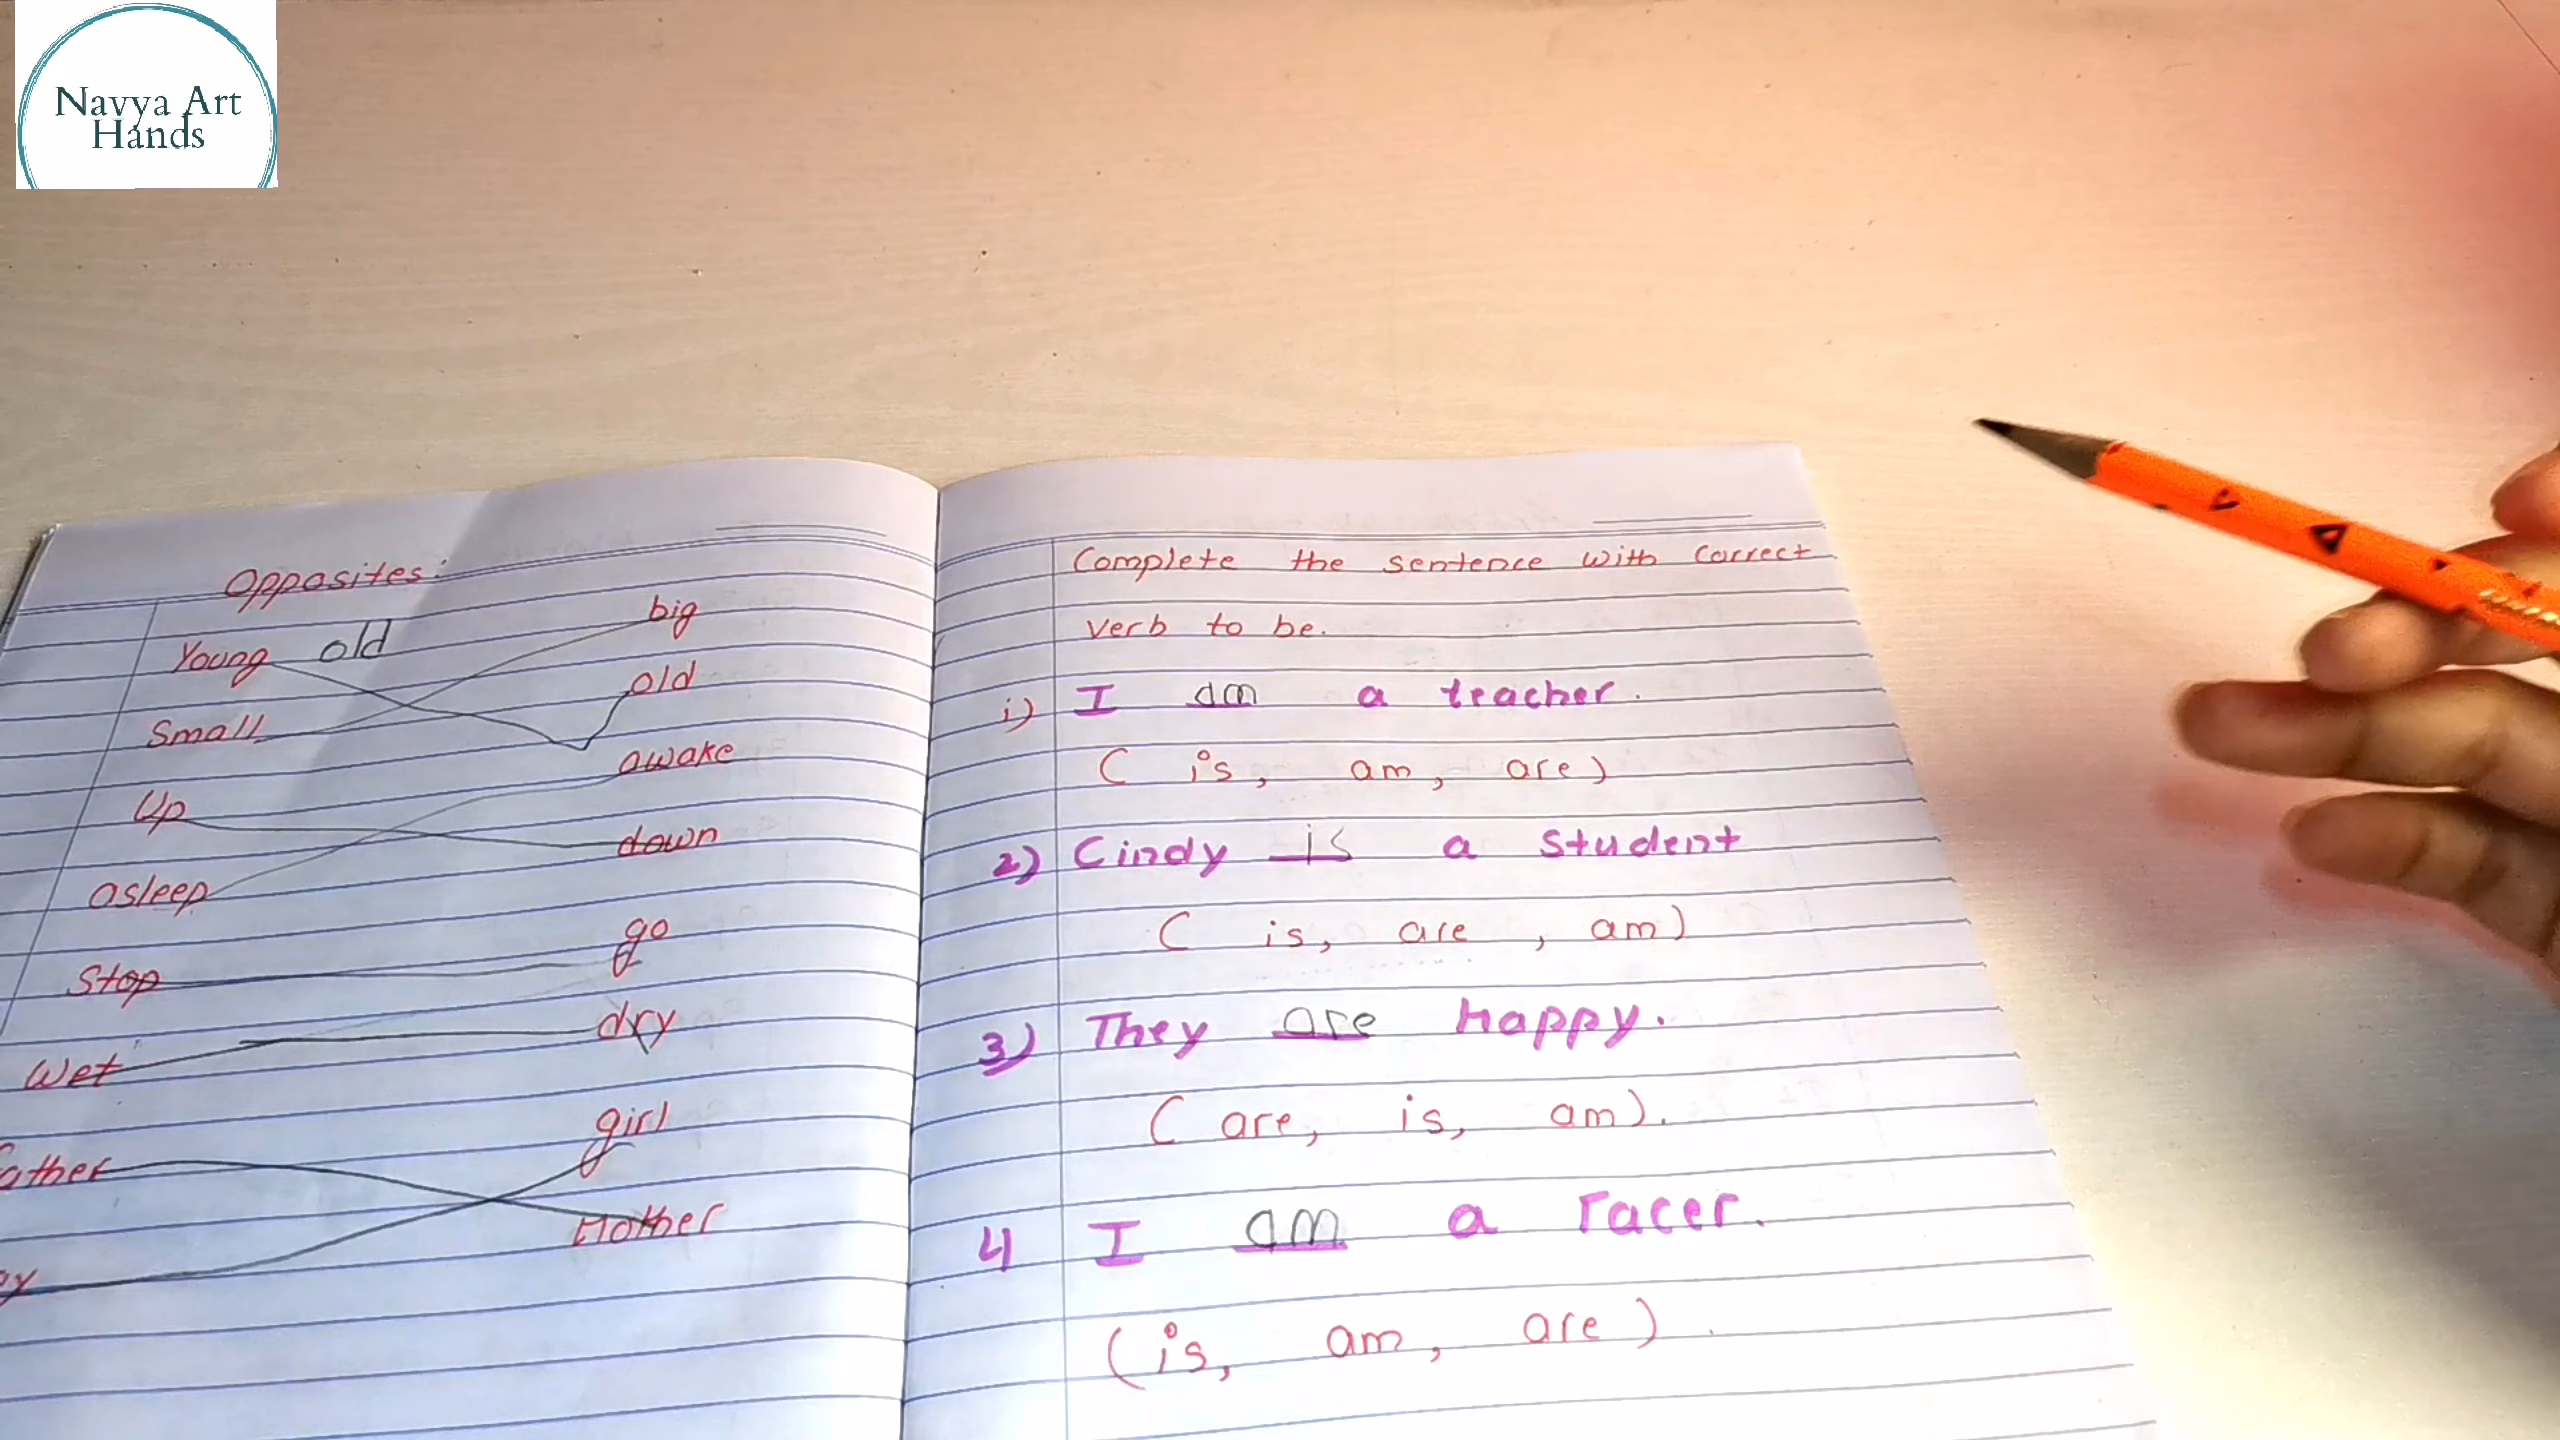 Navya Art
Hands
Opposites:
Young old
big
Small
old
Up
awake
asleep
down
Stop
go
Wet
dry
ather
girl
y
Mother
Complete the sentence with correct
verb to be.
i) I am a teacher.
( is, am, are)
2) Cindy is a student
( is, are , am)
3) They are happy.
( are, is, am).
4 I am a racer.
(is, am, are) .